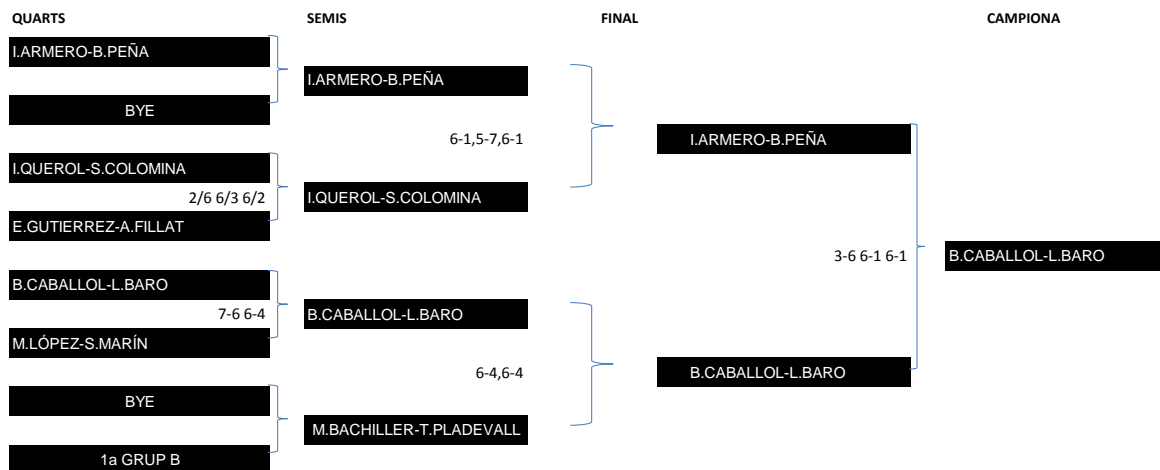 QUARTS SEMIS FINAL CAMPIONA
I.ARMERO-B.PEÑA
I.ARMERO-B.PEÑA
BYE
6-1,5-7,6-1
I.ARMERO-B.PEÑA
I.QUEROL-S.COLOMINA
2/6 6/3 6/2
I.QUEROL-S.COLOMINA
E.GUTIERREZ-A.FILLAT
3-6 6-1 6-1
B.CABALLOL-L.BARO
B.CABALLOL-L.BARO
7-6 6-4
B.CABALLOL-L.BARO
M.LÓPEZ-S.MARÍN
6-4,6-4
B.CABALLOL-L.BARO
BYE
M.BACHILLER-T.PLADEVALL
1a GRUP B